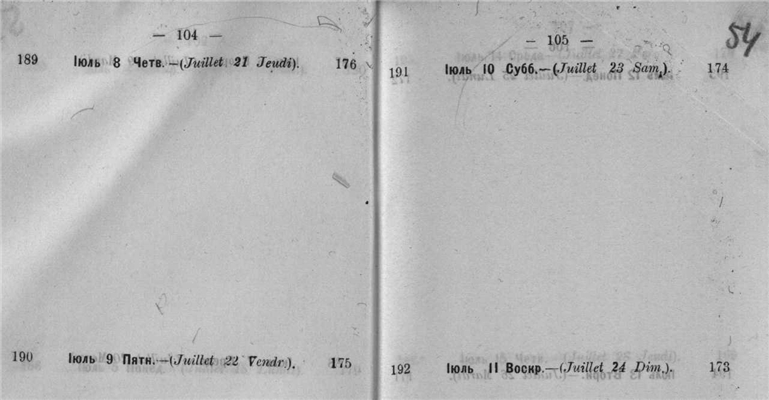 — 104 —
189 Іюль 8 Четв.—(Juillet 21 Jeudi). 176
190 Іюль 9 Пятн.—(Juillet 22 Vendr). 175
54
— 105 —
191 Іюль 10 Субб.—(Juillet 23 Sam.). 174
192 Іюль 11 Воскр.—(Juillet 24 Dim.). 173